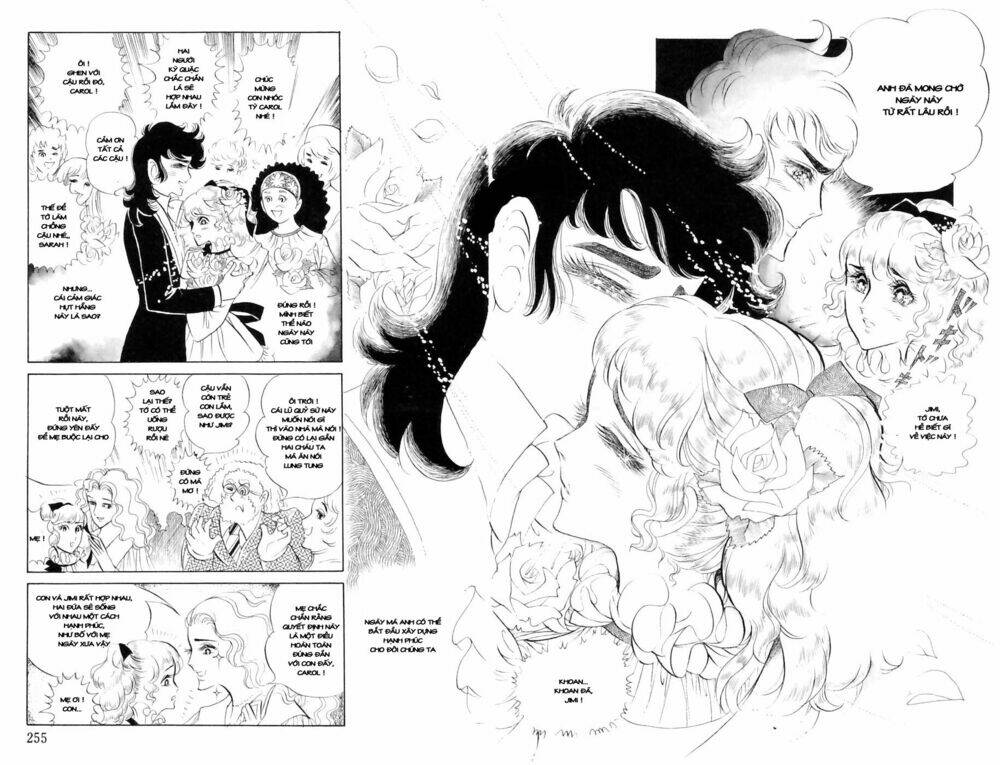 ÔI !
GHEN VỚI
CẬU RỒI ĐÓ,
CAROL !
HAI
NGƯỜI
KỲ QUẶC
CHẮC CHẮN
LÀ SẼ
HỢP NHAU
LẮM ĐÂY !
CHÚC
MỪNG
CON NHÓC
TỲ CAROL
NHÉ !
CẢM ƠN
TẤT CẢ
CÁC CẬU !
THẾ ĐỂ
TỚ LÀM
CHỒNG
CẬU NHÉ,,
SARAH !
NHƯNG...
CÁI CẢM GIÁC
HỤT HẪNG
NÀY LÀ SAO?
ĐÚNG RỒI !
MÌNH BIẾT
THẾ NÀO
NGÀY NÀY
CŨNG TỚI
TUỘT MẤT
RỒI NÀY,
ĐỨNG YÊN ĐẤY
ĐỂ MẸ BUỘC LẠI CHO
SAO
LẠI THẾ?
TỚ CÓ THỂ
UỐNG
RƯỢU
RỒI NÈ
CẬU VẪN
CÒN TRẺ
CON LẮM,
SAO ĐƯỢC
NHƯ JIMI?
ĐỪNG
CÓ MÀ
MƠ !
ÔI TRỜI !
CÁI LŨ QUỶ SỨ NÀY
MUỐN NÓI GÌ
THÌ VÀO NHÀ MÀ NÓI !
ĐỪNG CÓ LẠI GẦN
HAI CHÁU TA
MÀ ĂN NÓI
LUNG TUNG
MẸ !
CON VÀ JIMI RẤT HỢP NHAU,
HAI ĐỨA SẼ SỐNG
VỚI NHAU MỘT CÁCH
HẠNH PHÚC,
NHƯ BỐ VỚI MẸ
NGÀY XƯA VẬY
MẸ CHẮC
CHẮN RẰNG
QUYẾT ĐỊNH NÀY
LÀ MỘT ĐIỀU
HOÀN TOÀN
ĐÚNG ĐẮN
VỚI CON ĐẤY,
CAROL !
MẸ ƠI !
CON...
255
ANH ĐÃ MONG CHỜ
NGÀY NÀY
TỪ RẤT LÂU RỒI !
ドキドキ
JIMI,
TỚ CHƯA
HỀ BIẾT GÌ
VỀ VIỆC NÀY !
NGÀY MÀ ANH CÓ THỂ
BẮT ĐẦU XÂY DỰNG
HẠNH PHÚC
CHO ĐÔI CHÚNG TA
KHOAN...
KHOAN ĐÃ,
JIMI !